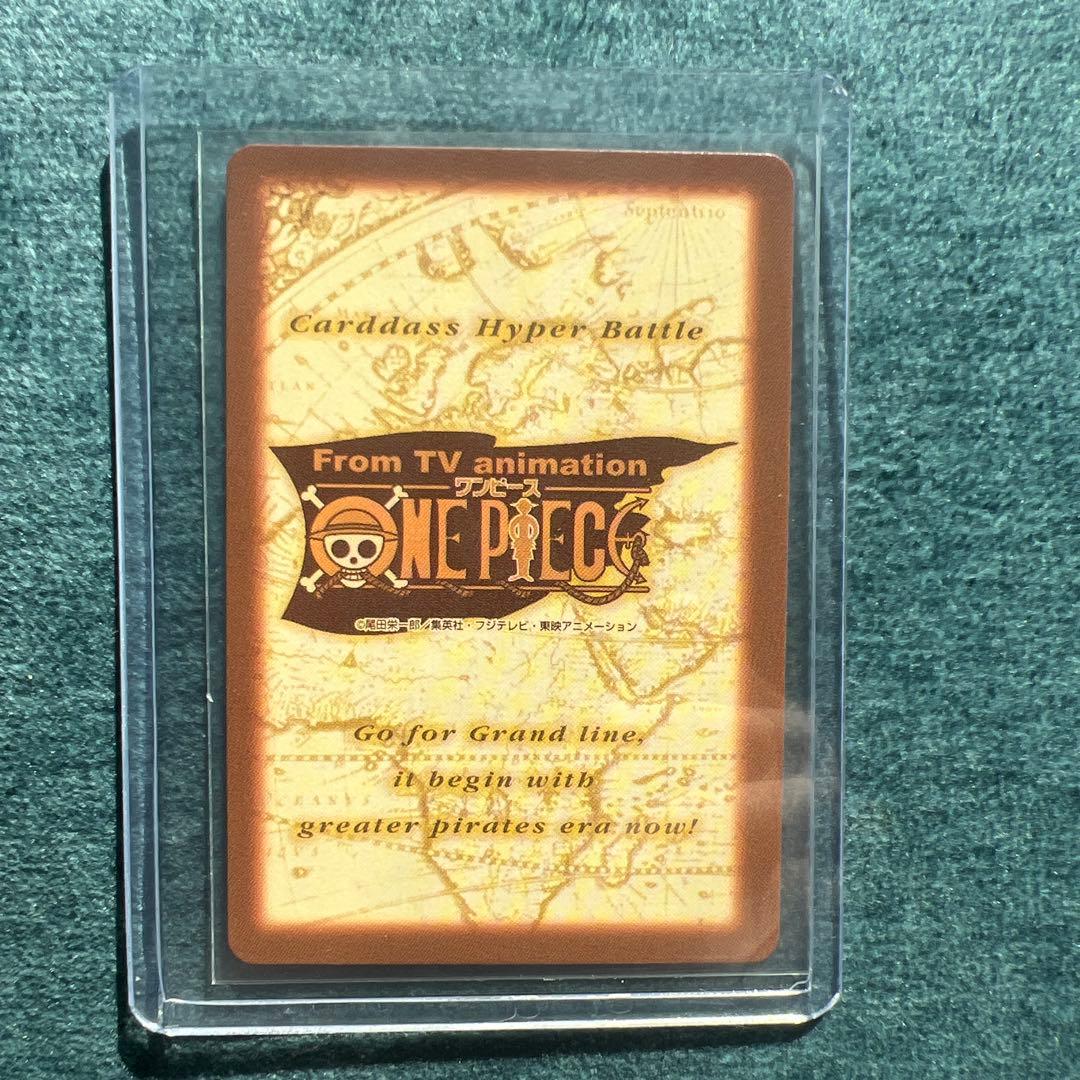 Septentrio
Carddass Hyper Battle
From TV animation
ワンピース
ONE PIECE
©尾田栄一郎／集英社・フジテレビ・東映アニメーション
Go for Grand line,
it begin with
greater pirates era now!